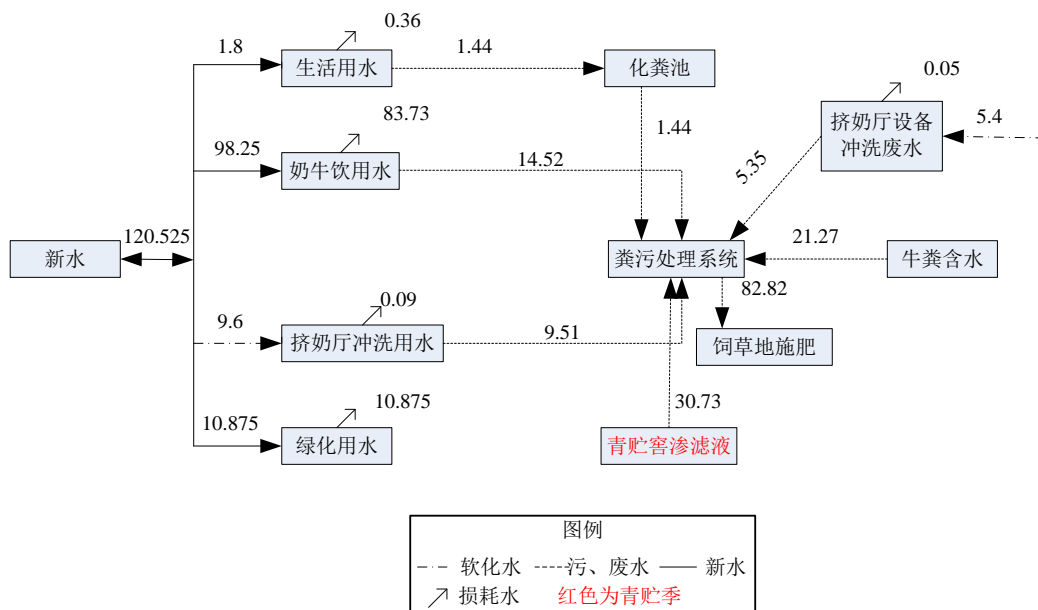 0.36
1.8
生活用水
1.44
化粪池
0.05
83.73
1.44
挤奶厅设备
冲洗废水
5.4
98.25
奶牛饮用水
14.52
5.35
120.525
新水
粪污处理系统
21.27
牛粪含水
82.82
0.09
9.6
挤奶厅冲洗用水
9.51
饲草地施肥
10.875
10.875
绿化用水
30.73
青贮窖渗滤液
图例
软化水 污、废水 新水
损耗水 红色为青贮季